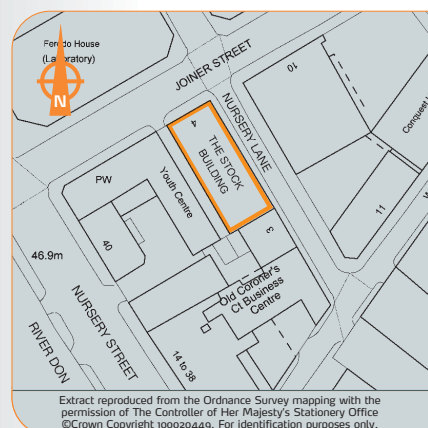 Ferodo House
(Laboratory)
N
JOINER STREET
10
NURSERY LANE
4
THE STOCK
BUILDING
Conquest
PW
Youth Centre
11
40
3
46.9m
Old Coroner's
Ct Business
Centre
NURSERY STREET
RIVER DON
14 to 38
Extract reproduced from the Ordnance Survey mapping with the
permission of The Controller of Her Majesty's Stationery Office
©Crown Copyright 100020449. For identification purposes only.